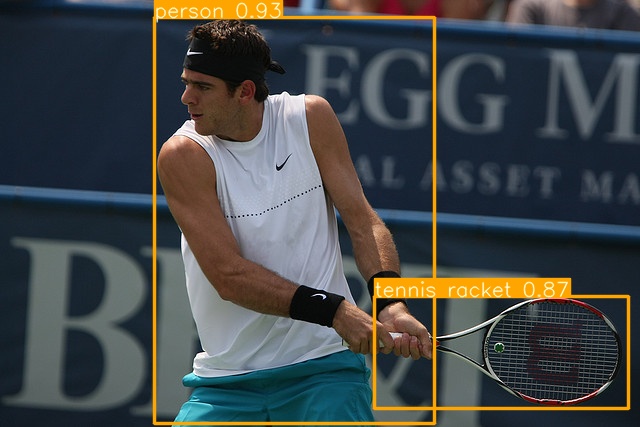 person 0.93
EGG M
AL ASSET MA
tennis racket 0.87
W